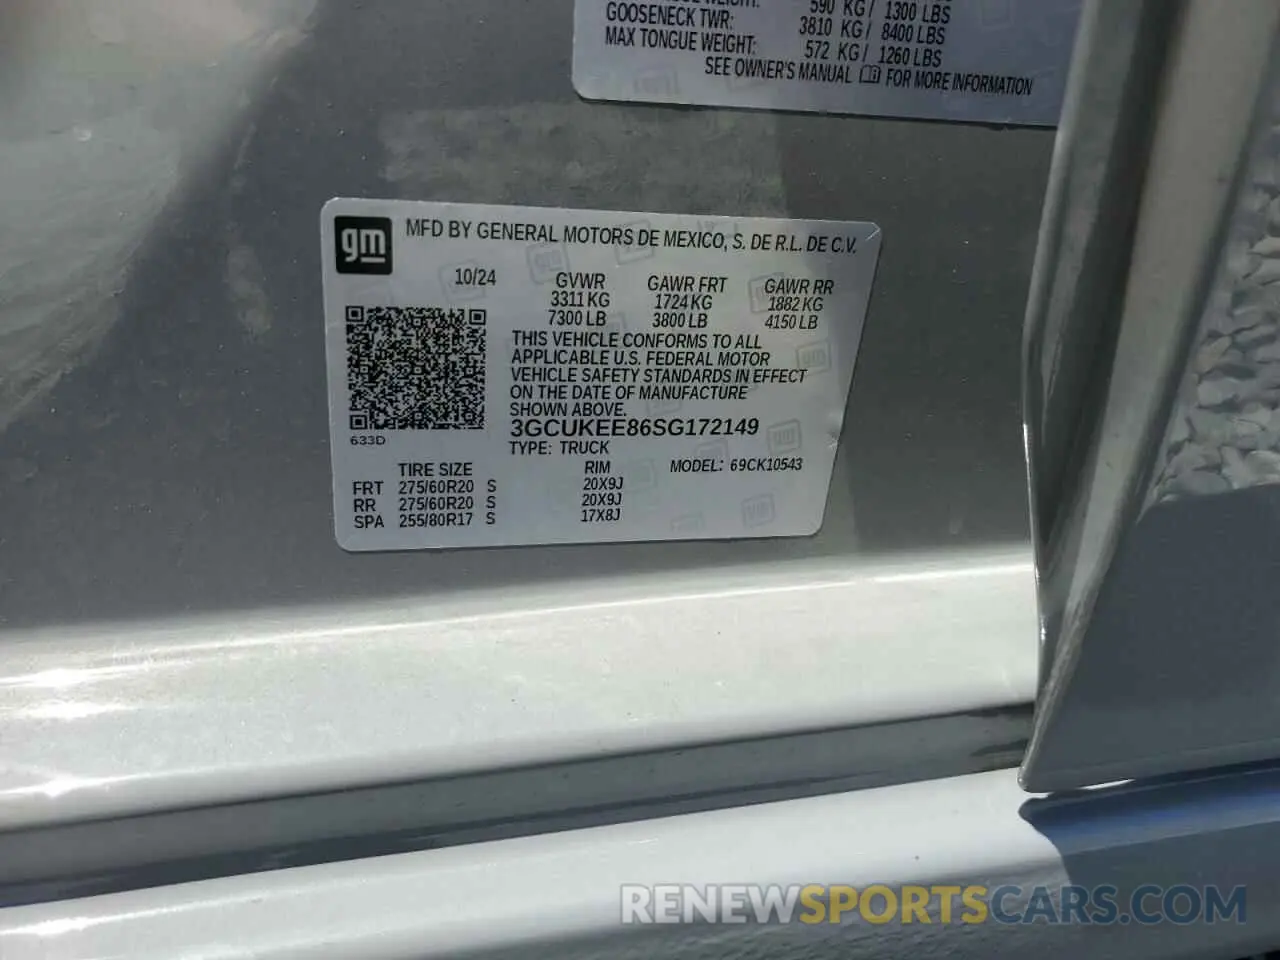 590 KG / 1300 LBS
GOOSENECK TWR: 3810 KG / 8400 LBS
MAX TONGUE WEIGHT: 572 KG / 1260 LBS
SEE OWNER'S MANUAL FOR MORE INFORMATION
gm MFD BY GENERAL MOTORS DE MEXICO, S. DE R.L. DE C.V.
10/24 GVWR GAWR FRT GAWR RR
3311 KG 1724 KG 1882 KG
7300 LB 3800 LB 4150 LB
THIS VEHICLE CONFORMS TO ALL
APPLICABLE U.S. FEDERAL MOTOR
VEHICLE SAFETY STANDARDS IN EFFECT
ON THE DATE OF MANUFACTURE
SHOWN ABOVE.
633D
3GCUKEE86SG172149
TYPE: TRUCK
TIRE SIZE RIM MODEL: 69CK10543
FRT 275/60R20 S 20X9J
RR 275/60R20 S 20X9J
SPA 255/80R17 S 17X8J
RENEWSPORTSCARS.COM